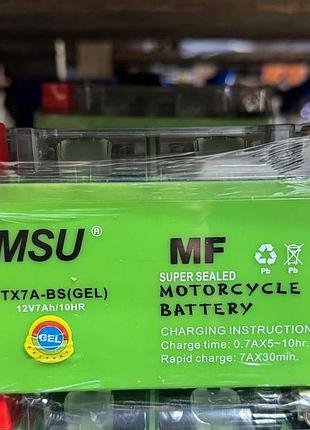 MSU ®
MF
Pb Pb
TX7A-BS(GEL)
12V7Ah/10HR
GEL
SUPER SEALED
MOTORCYCLE
BATTERY
CHARGING INSTRUCTION
Charge time: 0.7AX5~10hr.
Rapid charge: 7AX30min.